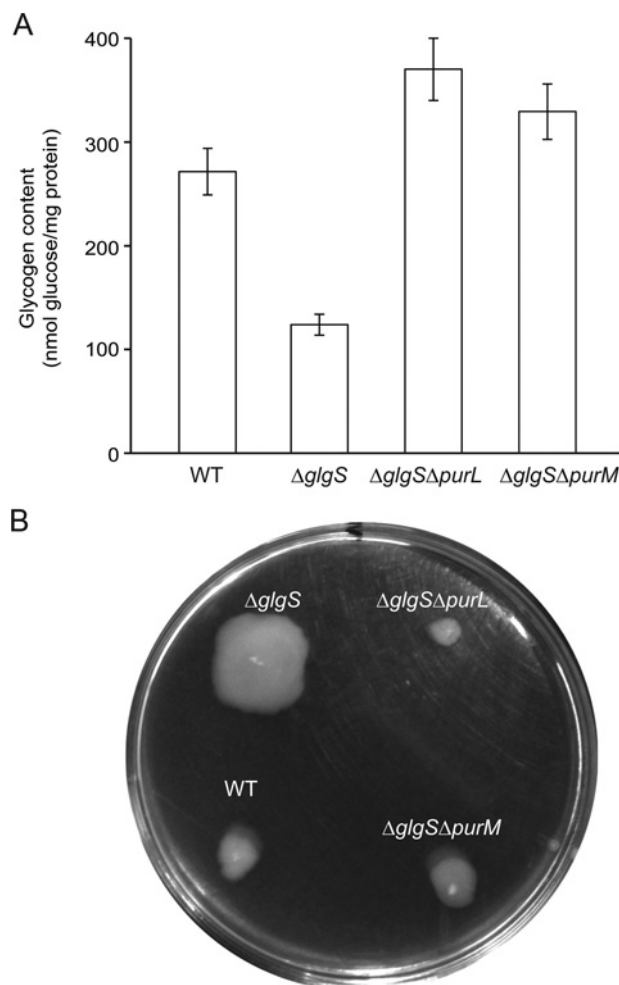 A
Glycogen content
(nmol glucose/mg protein)
400
300
200
100
0
WT
ΔglgS
ΔglgSΔpurL
ΔglgSΔpurM
B
ΔglgS
ΔglgSΔpurL
WT
ΔglgSΔpurM